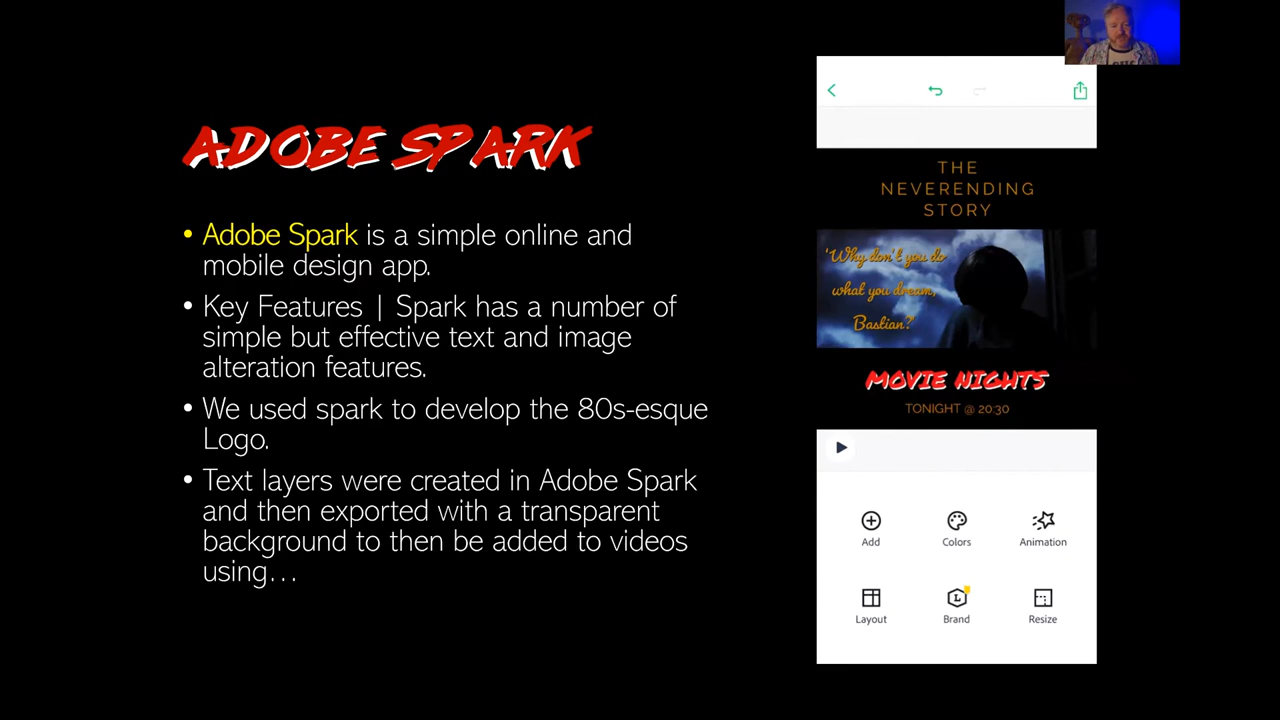 ADOBE SPARK
• Adobe Spark is a simple online and
mobile design app.
• Key Features | Spark has a number of
simple but effective text and image
alteration features.
• We used spark to develop the 80s-esque
Logo.
• Text layers were created in Adobe Spark
and then exported with a transparent
background to then be added to videos
using…
THE
NEVERENDING
STORY
'Why don't you do
what you dream,
Bastian?'
MOVIE NIGHTS
TONIGHT @ 20:30
Add
Colors
Animation
Layout
Brand
Resize